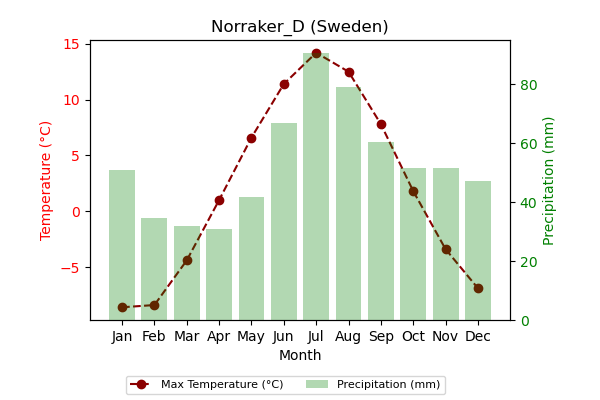 Norraker_D (Sweden)
15
10
5
0
−5
Temperature (°C)
80
60
40
20
0
Precipitation (mm)
Jan Feb Mar Apr May Jun Jul Aug Sep Oct Nov Dec
Month
Max Temperature (°C) Precipitation (mm)